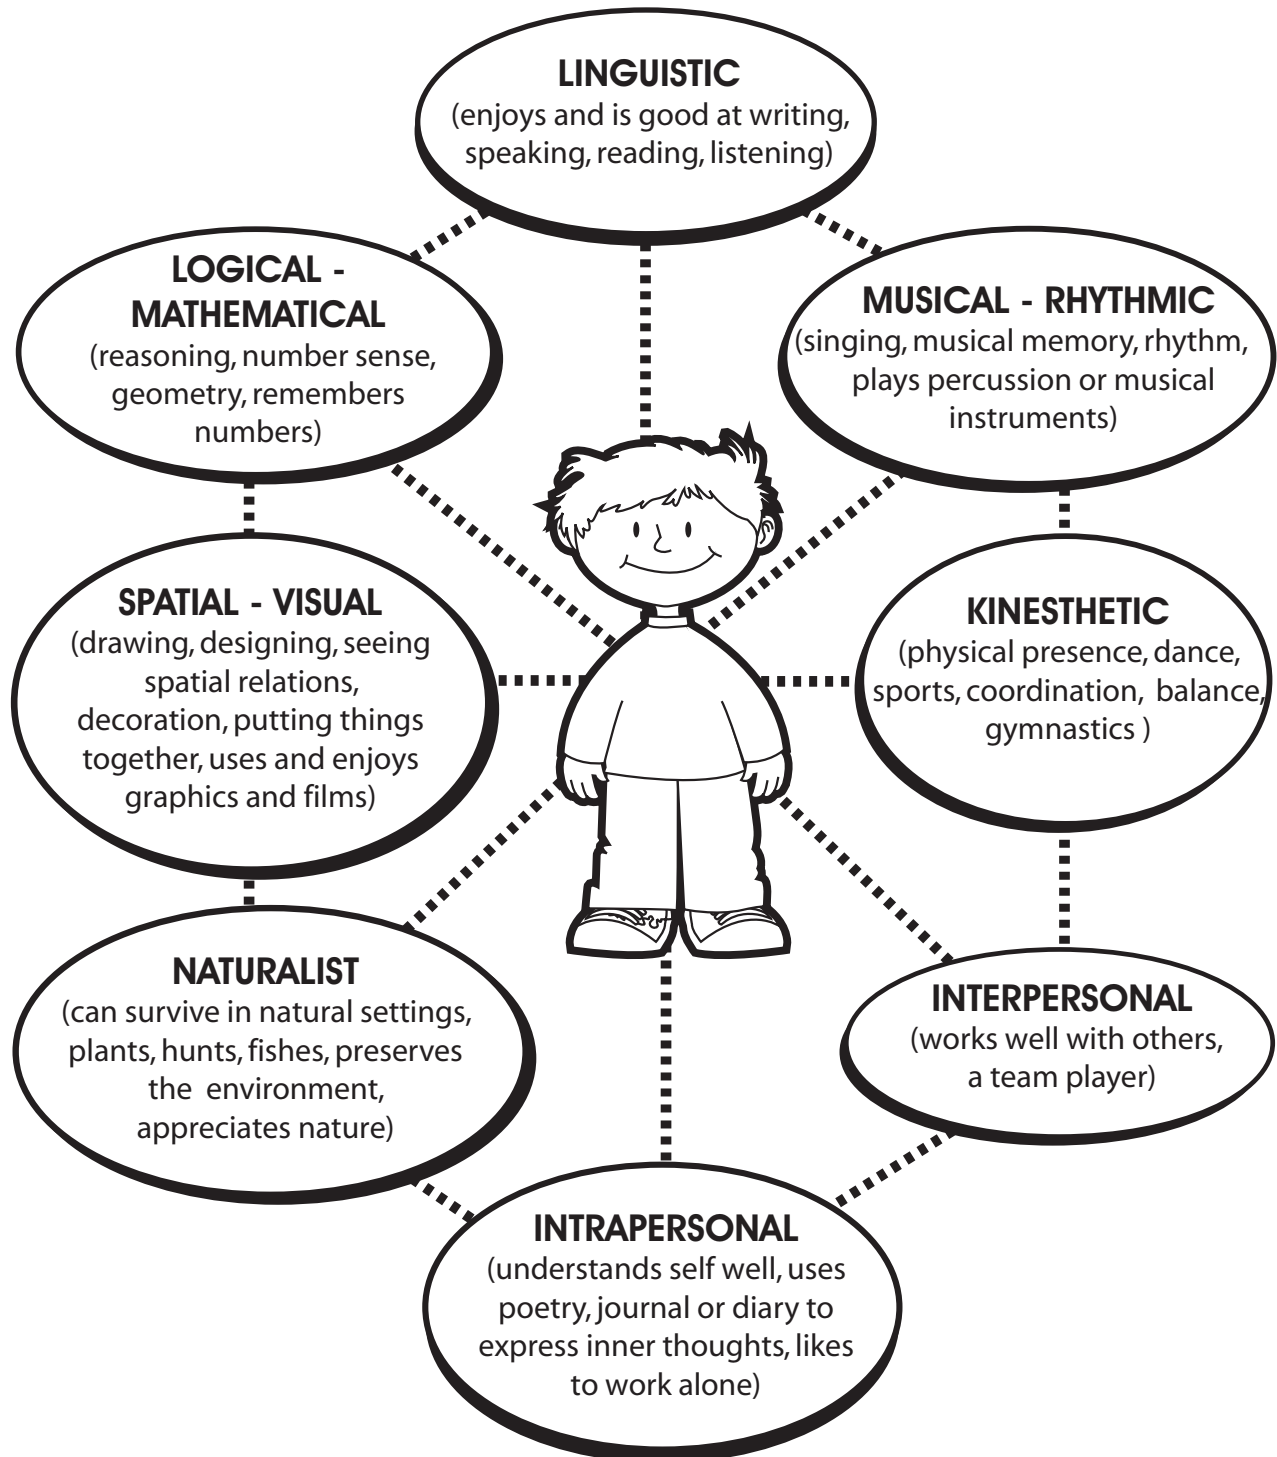 LINGUISTIC
(enjoys and is good at writing,
speaking, reading, listening)
LOGICAL -
MATHEMATICAL
(reasoning, number sense,
geometry, remembers
numbers)
MUSICAL - RHYTHMIC
(singing, musical memory, rhythm,
plays percussion or musical
instruments)
SPATIAL - VISUAL
(drawing, designing, seeing
spatial relations,
decoration, putting things
together, uses and enjoys
graphics and films)
KINESTHETIC
(physical presence, dance,
sports, coordination, balance,
gymnastics )
NATURALIST
(can survive in natural settings,
plants, hunts, fishes, preserves
the environment,
appreciates nature)
INTERPERSONAL
(works well with others,
a team player)
INTRAPERSONAL
(understands self well, uses
poetry, journal or diary to
express inner thoughts, likes
to work alone)